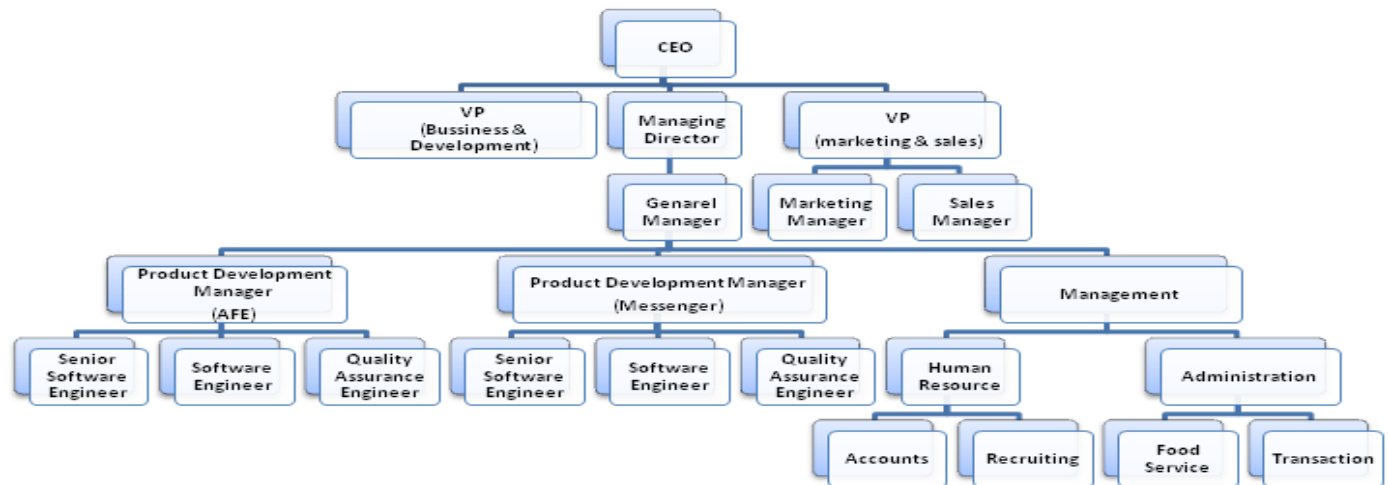 CEO
VP
(Bussiness &
Development)
Managing
Director
VP
(marketing & sales)
Genarel
Manager
Marketing
Manager
Sales
Manager
Product Development
Manager
(AFE)
Product Development Manager
(Messenger)
Management
Senior
Software
Engineer
Software
Engineer
Quality
Assurance
Engineer
Senior
Software
Engineer
Software
Engineer
Quality
Assurance
Engineer
Human
Resource
Administration
Accounts
Recruiting
Food
Service
Transaction